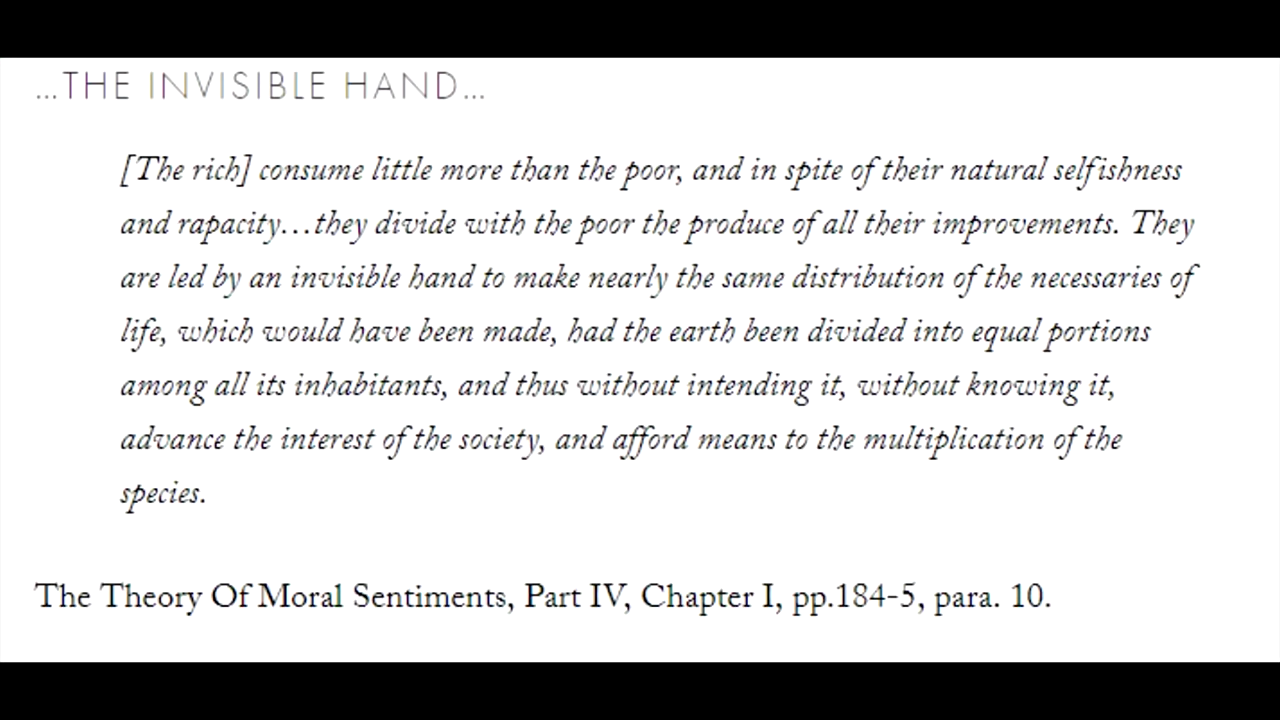 ...THE INVISIBLE HAND...
[The rich] consume little more than the poor, and in spite of their natural selfishness
and rapacity...they divide with the poor the produce of all their improvements. They
are led by an invisible hand to make nearly the same distribution of the necessaries of
life, which would have been made, had the earth been divided into equal portions
among all its inhabitants, and thus without intending it, without knowing it,
advance the interest of the society, and afford means to the multiplication of the
species.
The Theory Of Moral Sentiments, Part IV, Chapter I, pp.184-5, para. 10.